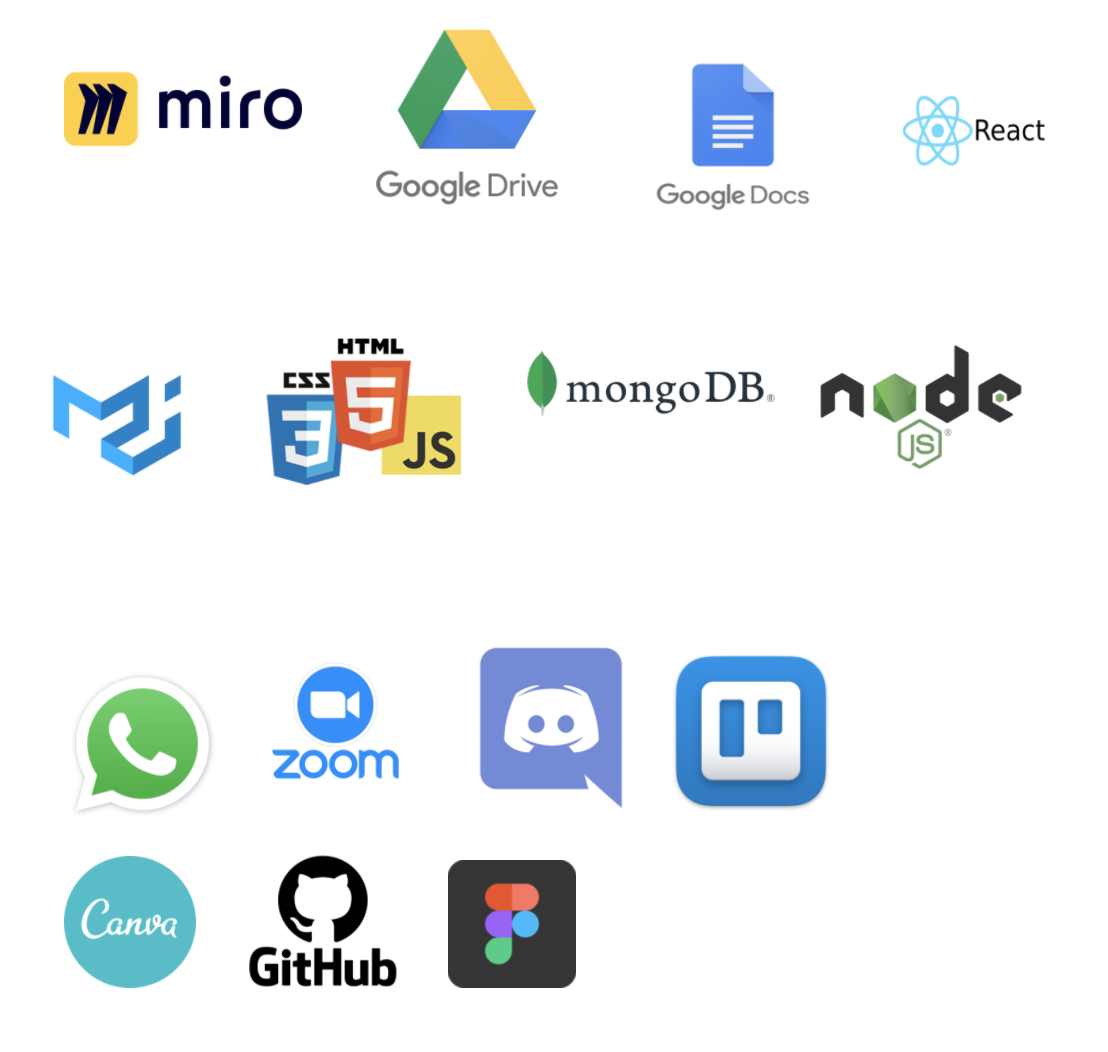 miro
Google Drive
Google Docs
React
HTML
CSS
5
3
JS
mongoDB®
node
JS®
zoom
Canva
GitHub